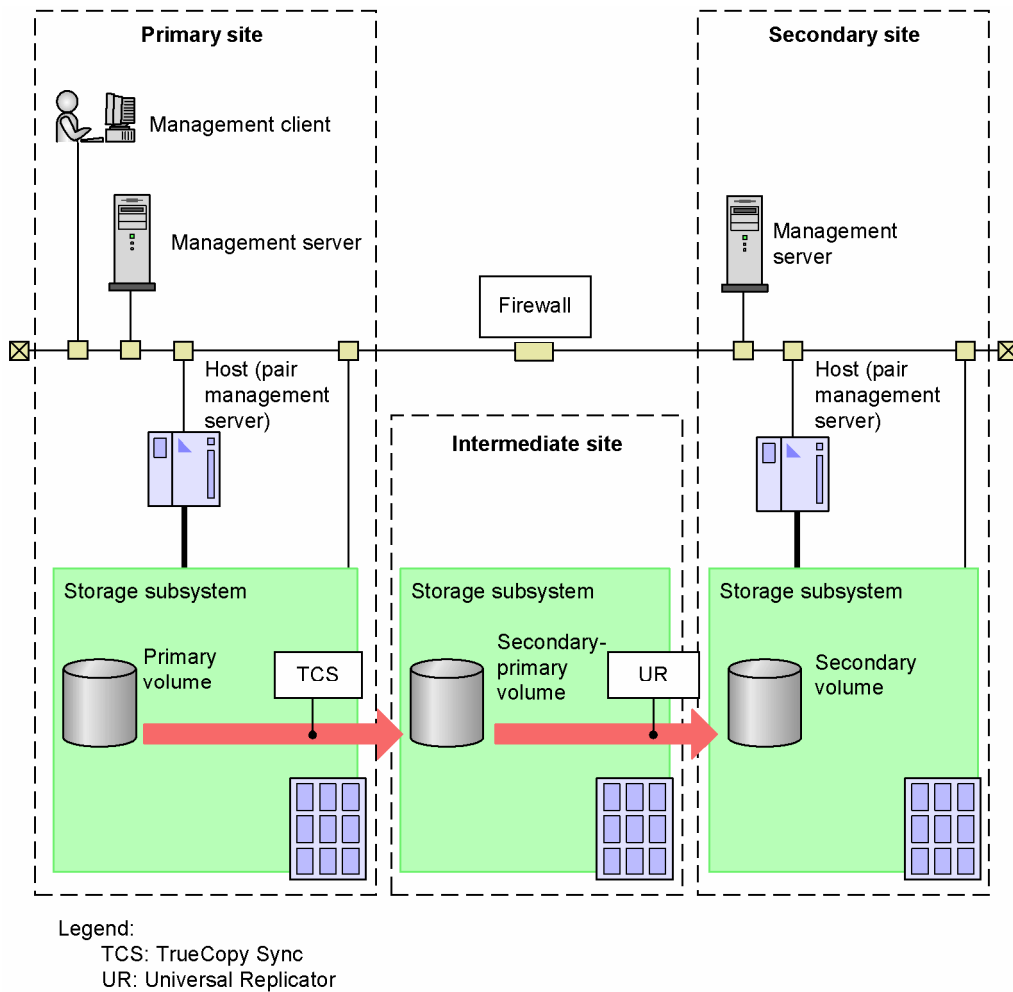 Primary site
Secondary site
Management client
Management server
Management
server
Firewall
Host (pair
management
server)
Host (pair
management
server)
Intermediate site
Storage subsystem
Storage subsystem
Storage subsystem
Primary
volume
TCS
Secondary-
primary
volume
UR
Secondary
volume
Legend:
TCS: TrueCopy Sync
UR: Universal Replicator